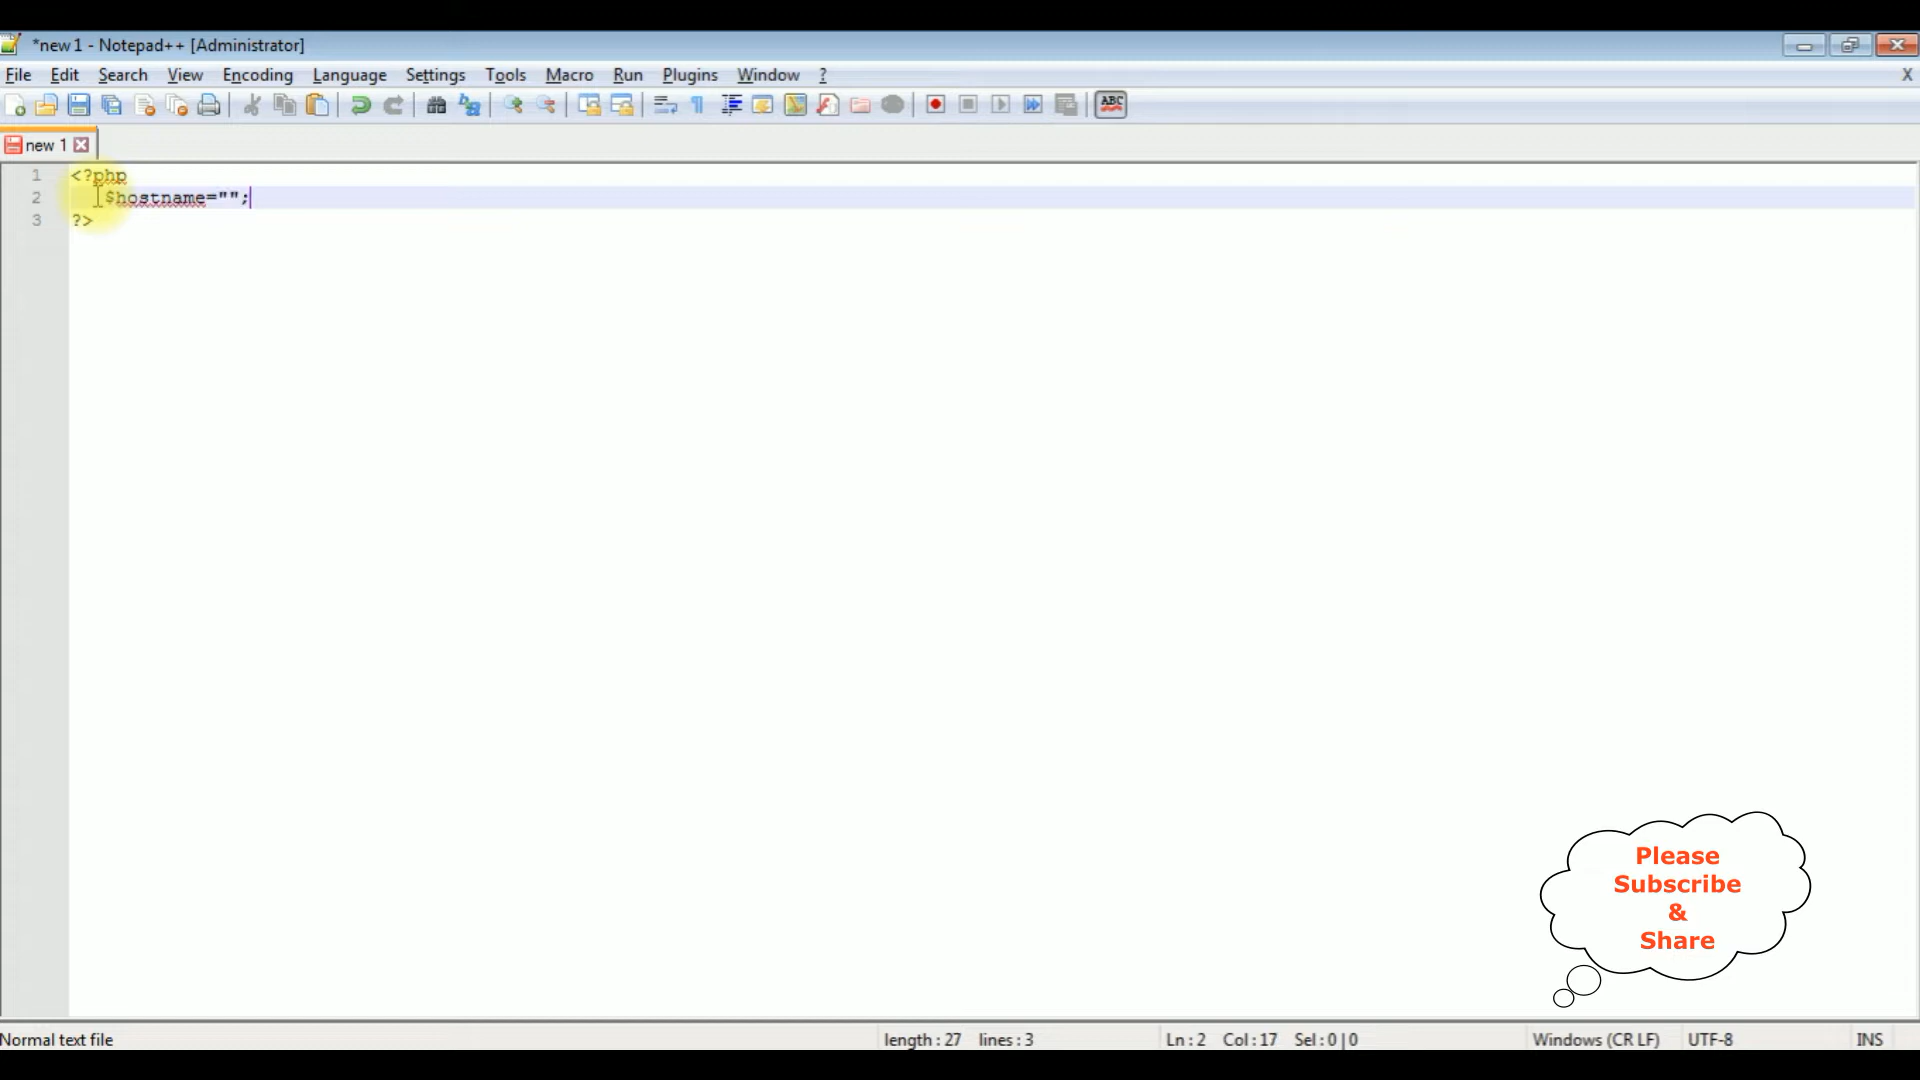 *new 1 - Notepad++ [Administrator]
File Edit Search View Encoding Language Settings Tools Macro Run Plugins Window ? X
ABC
new 1
1 <?php
2 $hostname="";
3 ?>
Please
Subscribe
&
Share
Normal text file length : 27 lines : 3 Ln : 2 Col : 17 Sel : 0 | 0 Windows (CR LF) UTF-8 INS